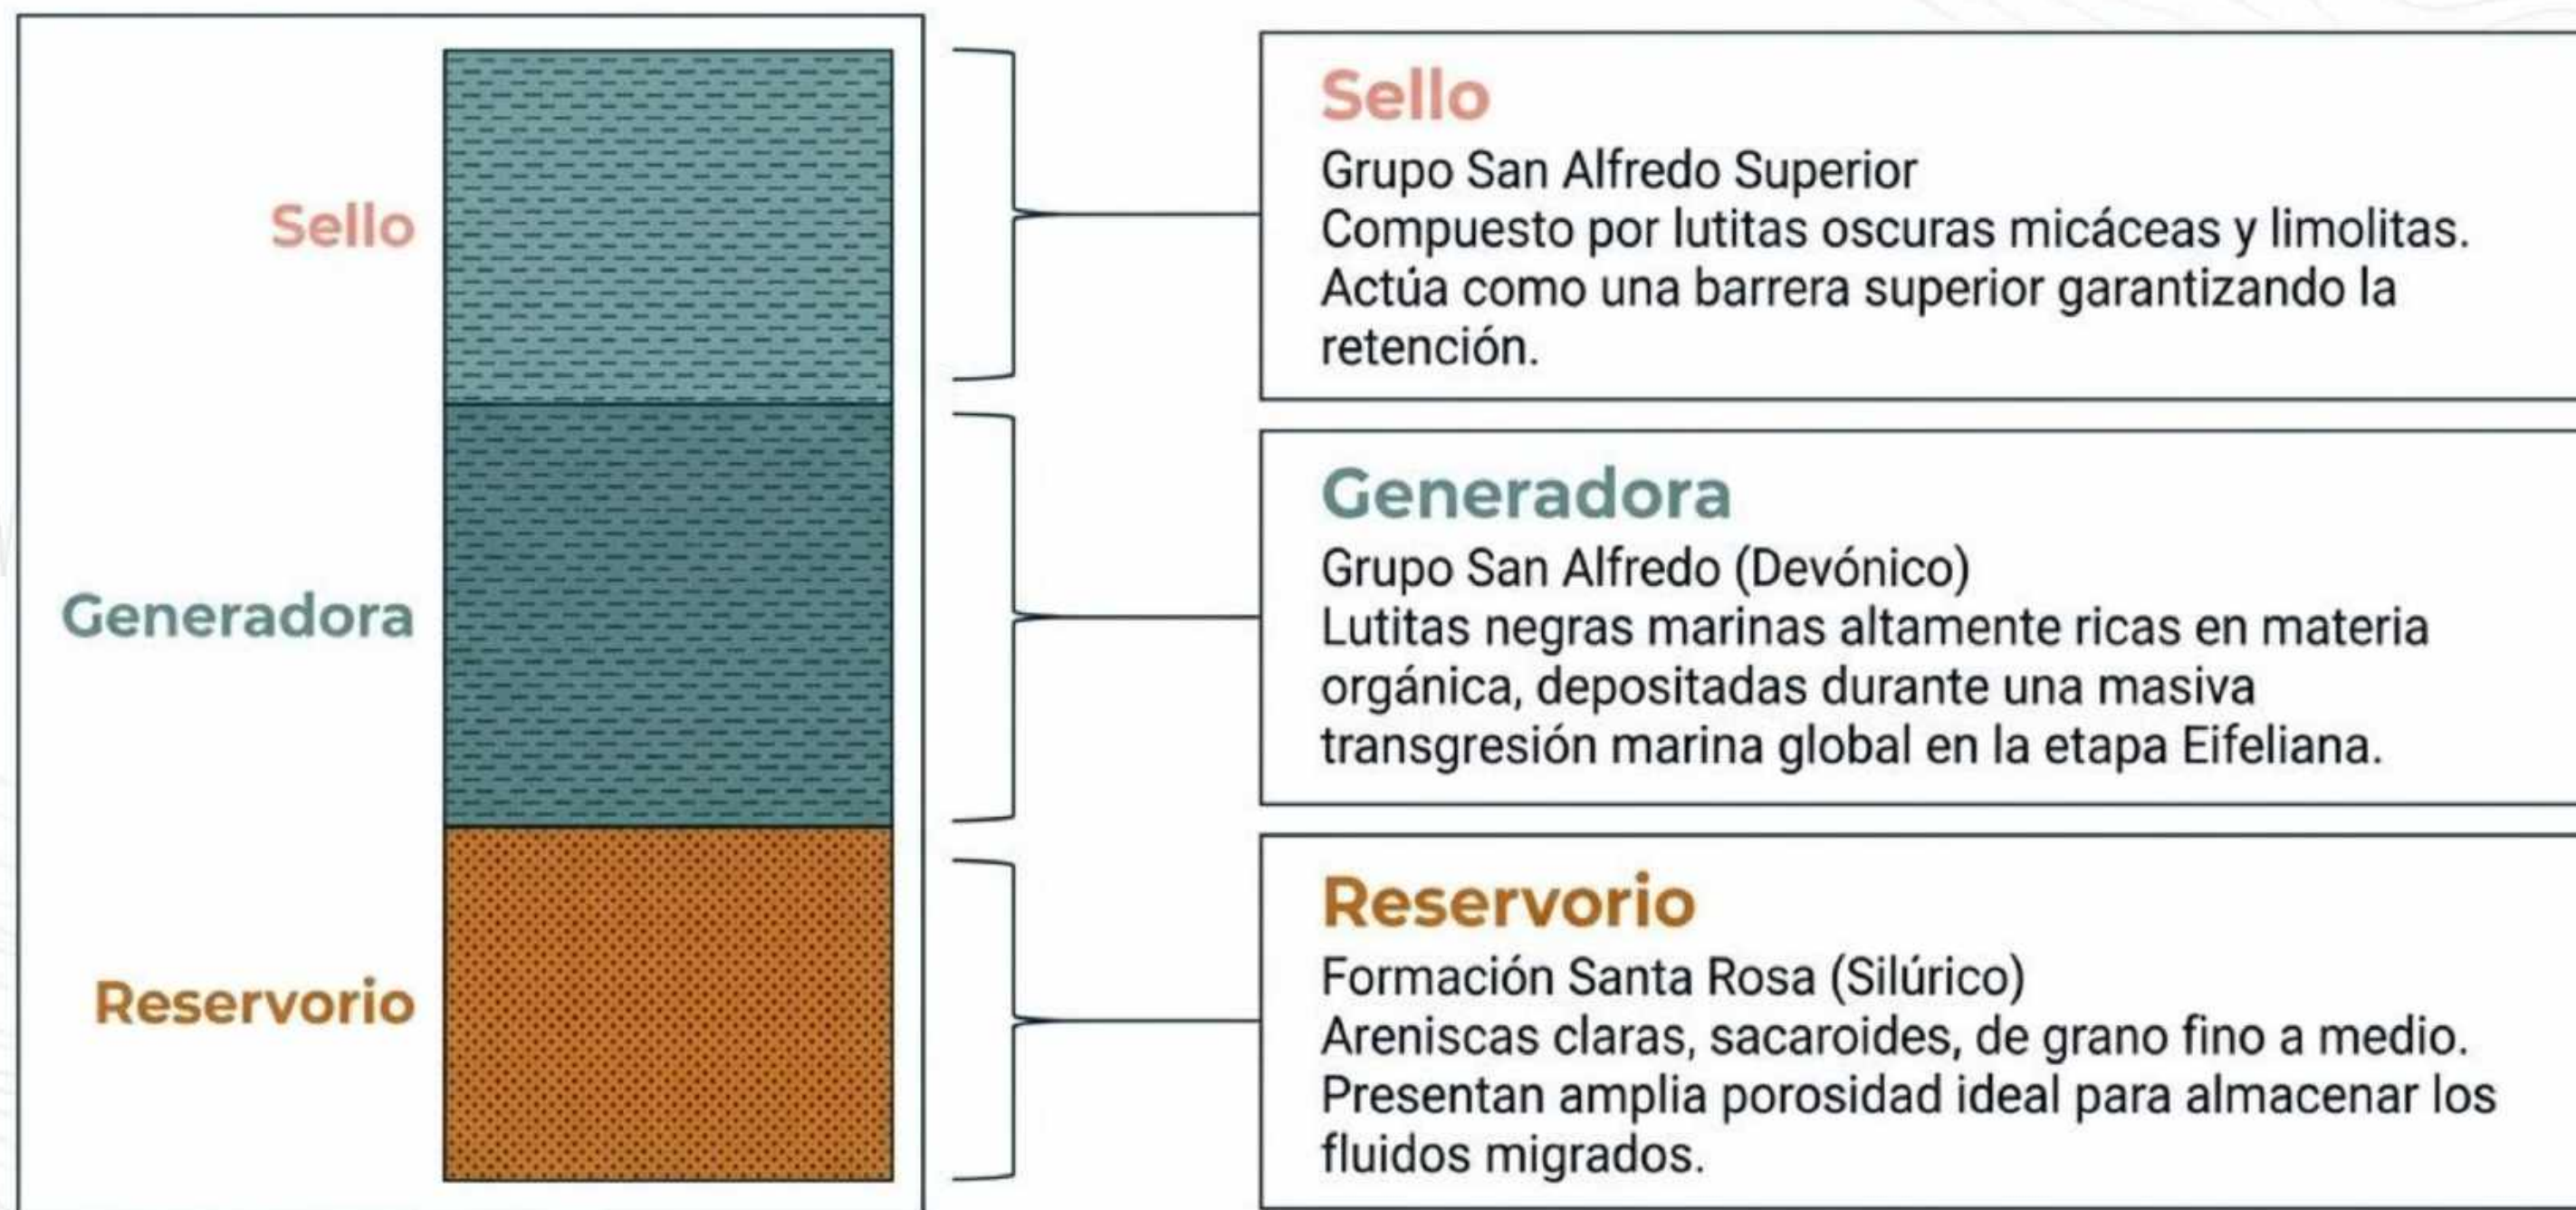 Sello
Generadora
Reservorio
Sello
Grupo San Alfredo Superior
Compuesto por lutitas oscuras micáceas y limolitas.
Actúa como una barrera superior garantizando la
retención.
Generadora
Grupo San Alfredo (Devónico)
Lutitas negras marinas altamente ricas en materia
orgánica, depositadas durante una masiva
transgresión marina global en la etapa Eifeliana.
Reservorio
Formación Santa Rosa (Silúrico)
Areniscas claras, sacaroides, de grano fino a medio.
Presentan amplia porosidad ideal para almacenar los
fluidos migrados.